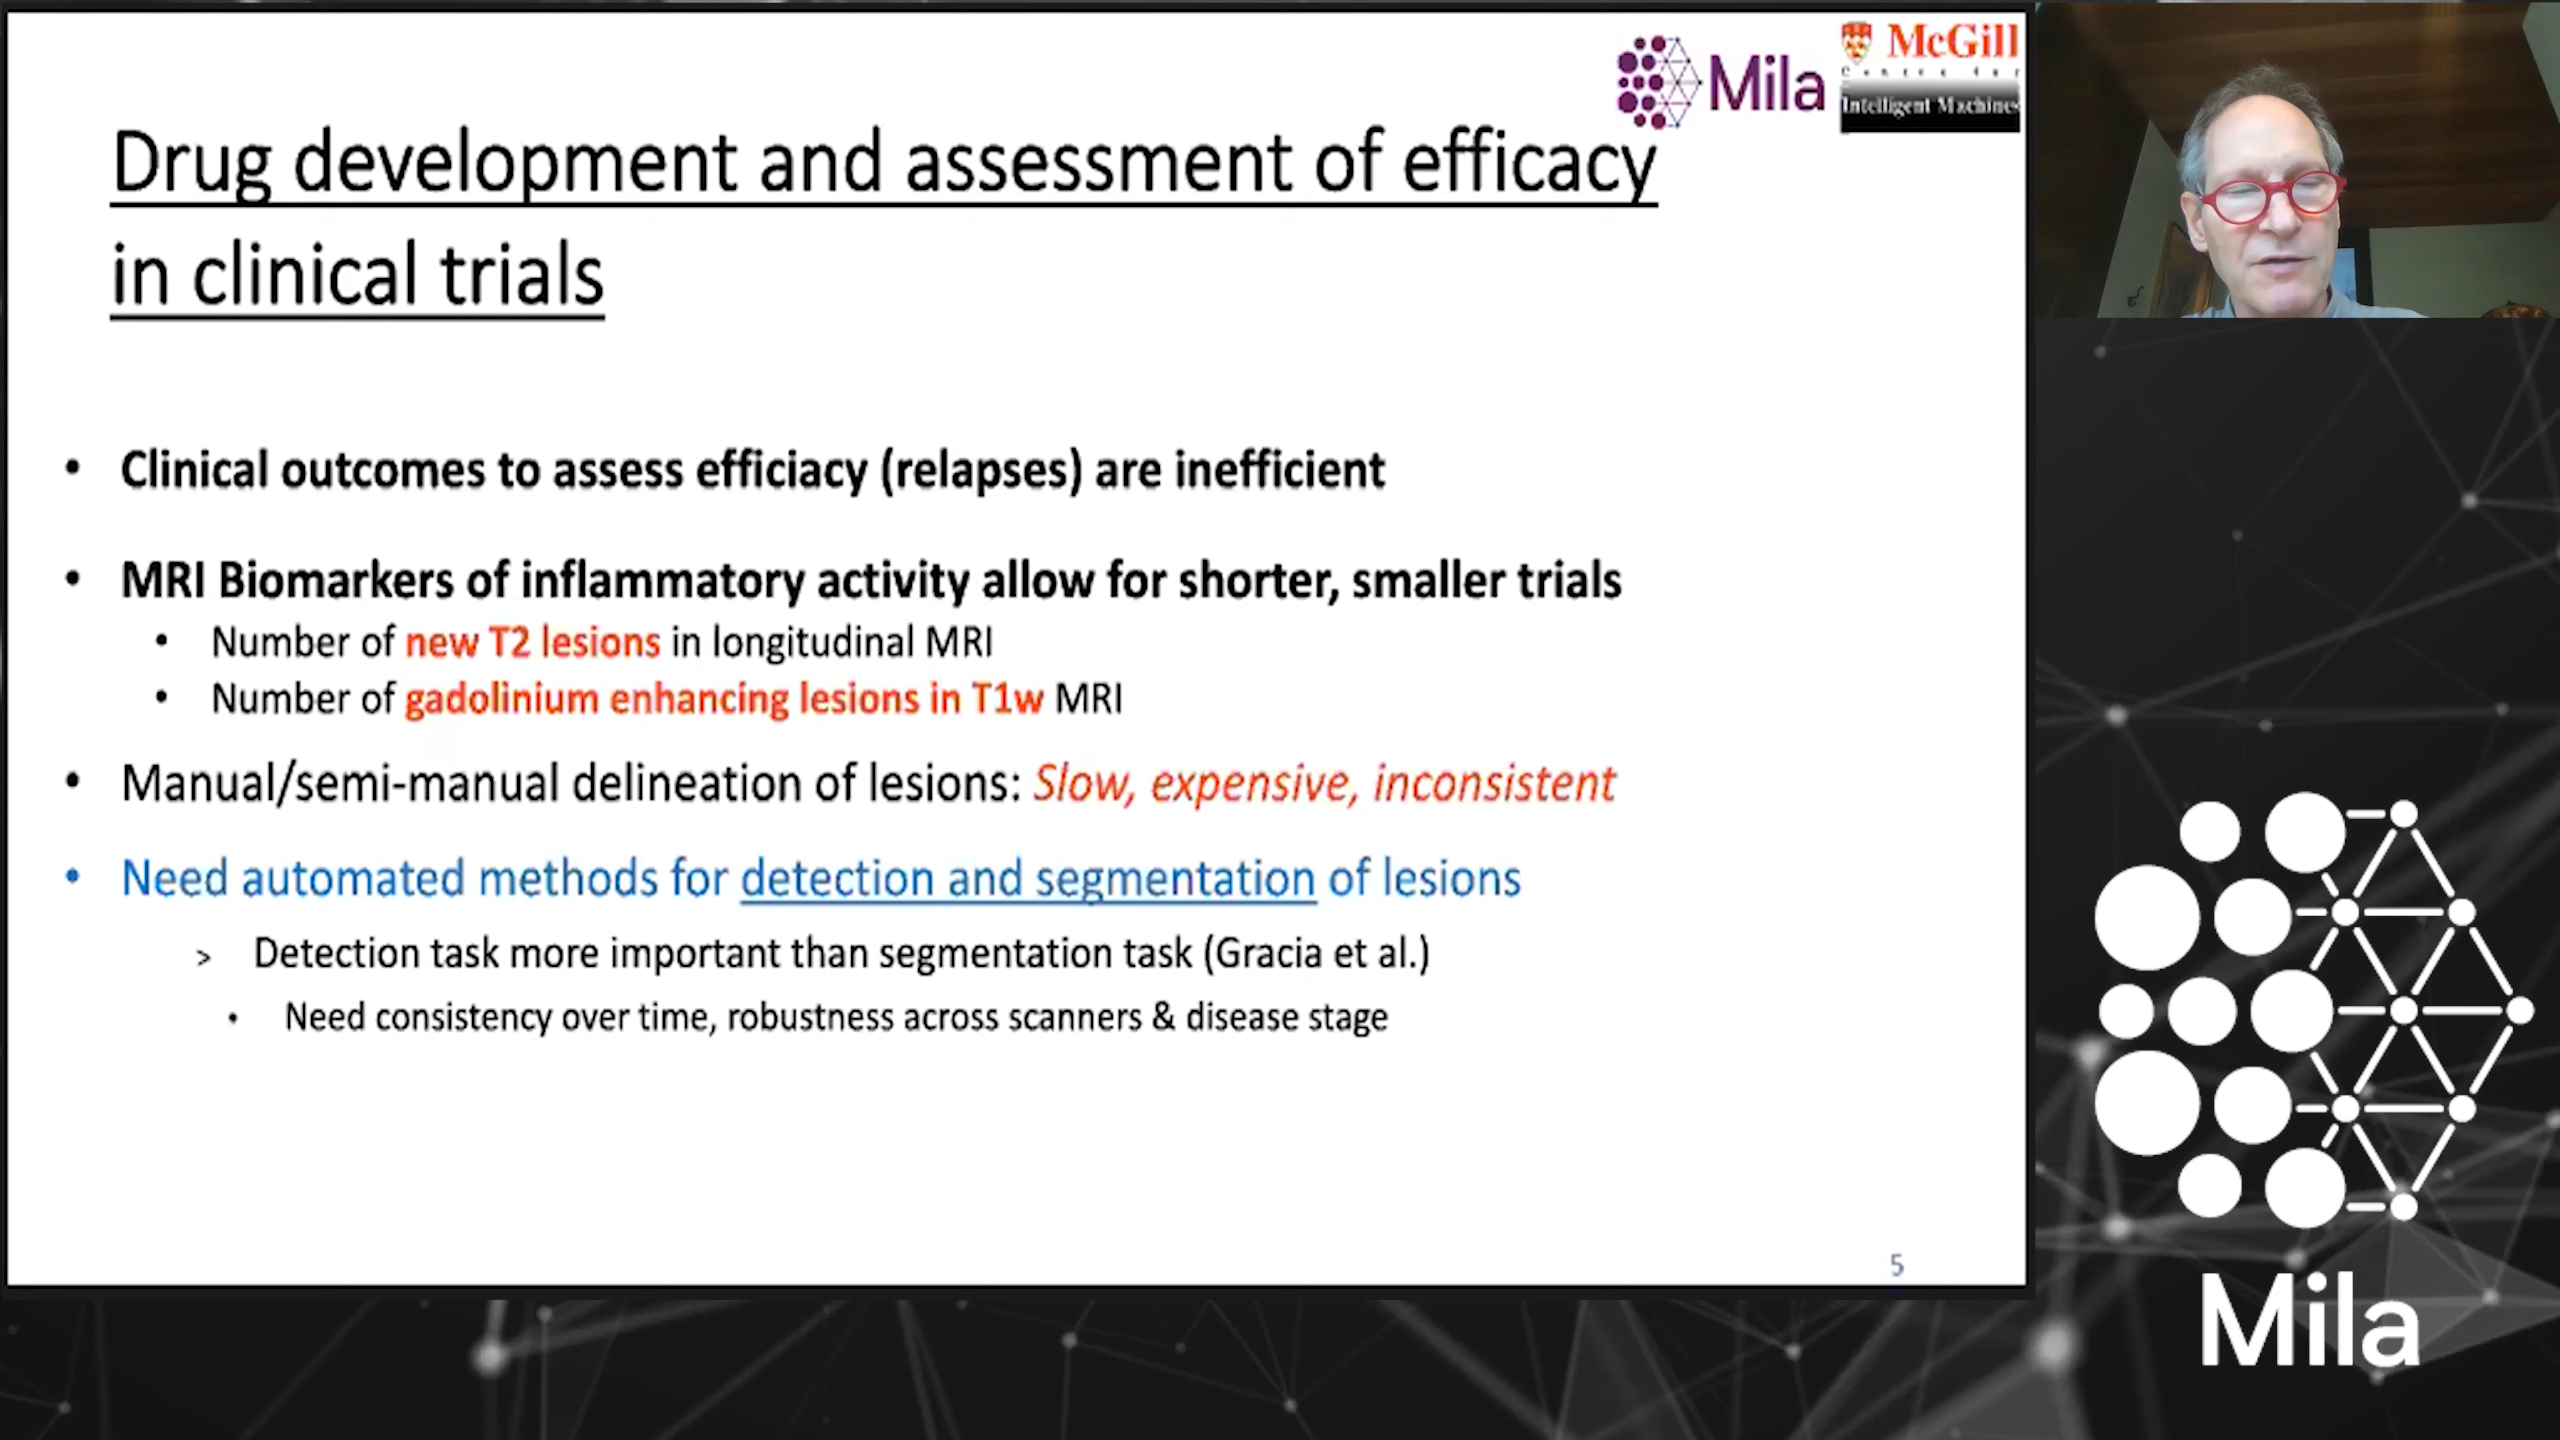 Mila
McGill
Centre for
Intelligent Machines
Drug development and assessment of efficacy
in clinical trials
• Clinical outcomes to assess efficiacy (relapses) are inefficient
• MRI Biomarkers of inflammatory activity allow for shorter, smaller trials
• Number of new T2 lesions in longitudinal MRI
• Number of gadolinium enhancing lesions in T1w MRI
• Manual/semi-manual delineation of lesions: Slow, expensive, inconsistent
• Need automated methods for detection and segmentation of lesions
> Detection task more important than segmentation task (Gracia et al.)
• Need consistency over time, robustness across scanners & disease stage
5
Mila